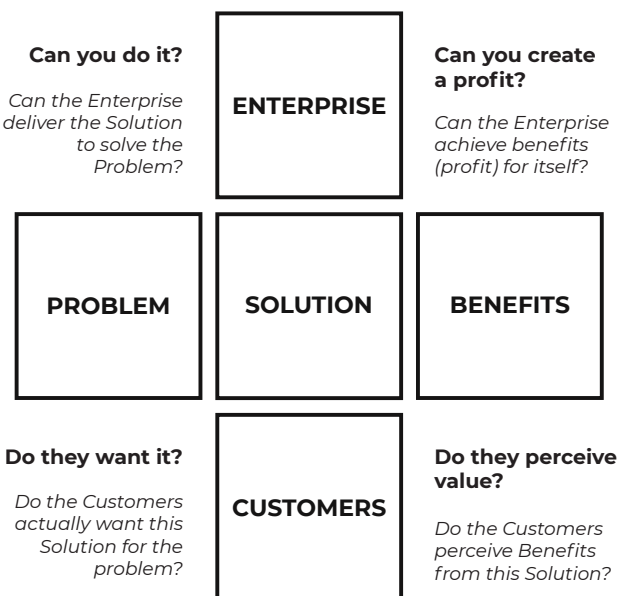 Can you do it?
Can the Enterprise
deliver the Solution
to solve the
Problem?
ENTERPRISE
Can you create
a profit?
Can the Enterprise
achieve benefits
(profit) for itself?
PROBLEM
SOLUTION
BENEFITS
Do they want it?
Do the Customers
actually want this
Solution for the
problem?
CUSTOMERS
Do they perceive
value?
Do the Customers
perceive Benefits
from this Solution?